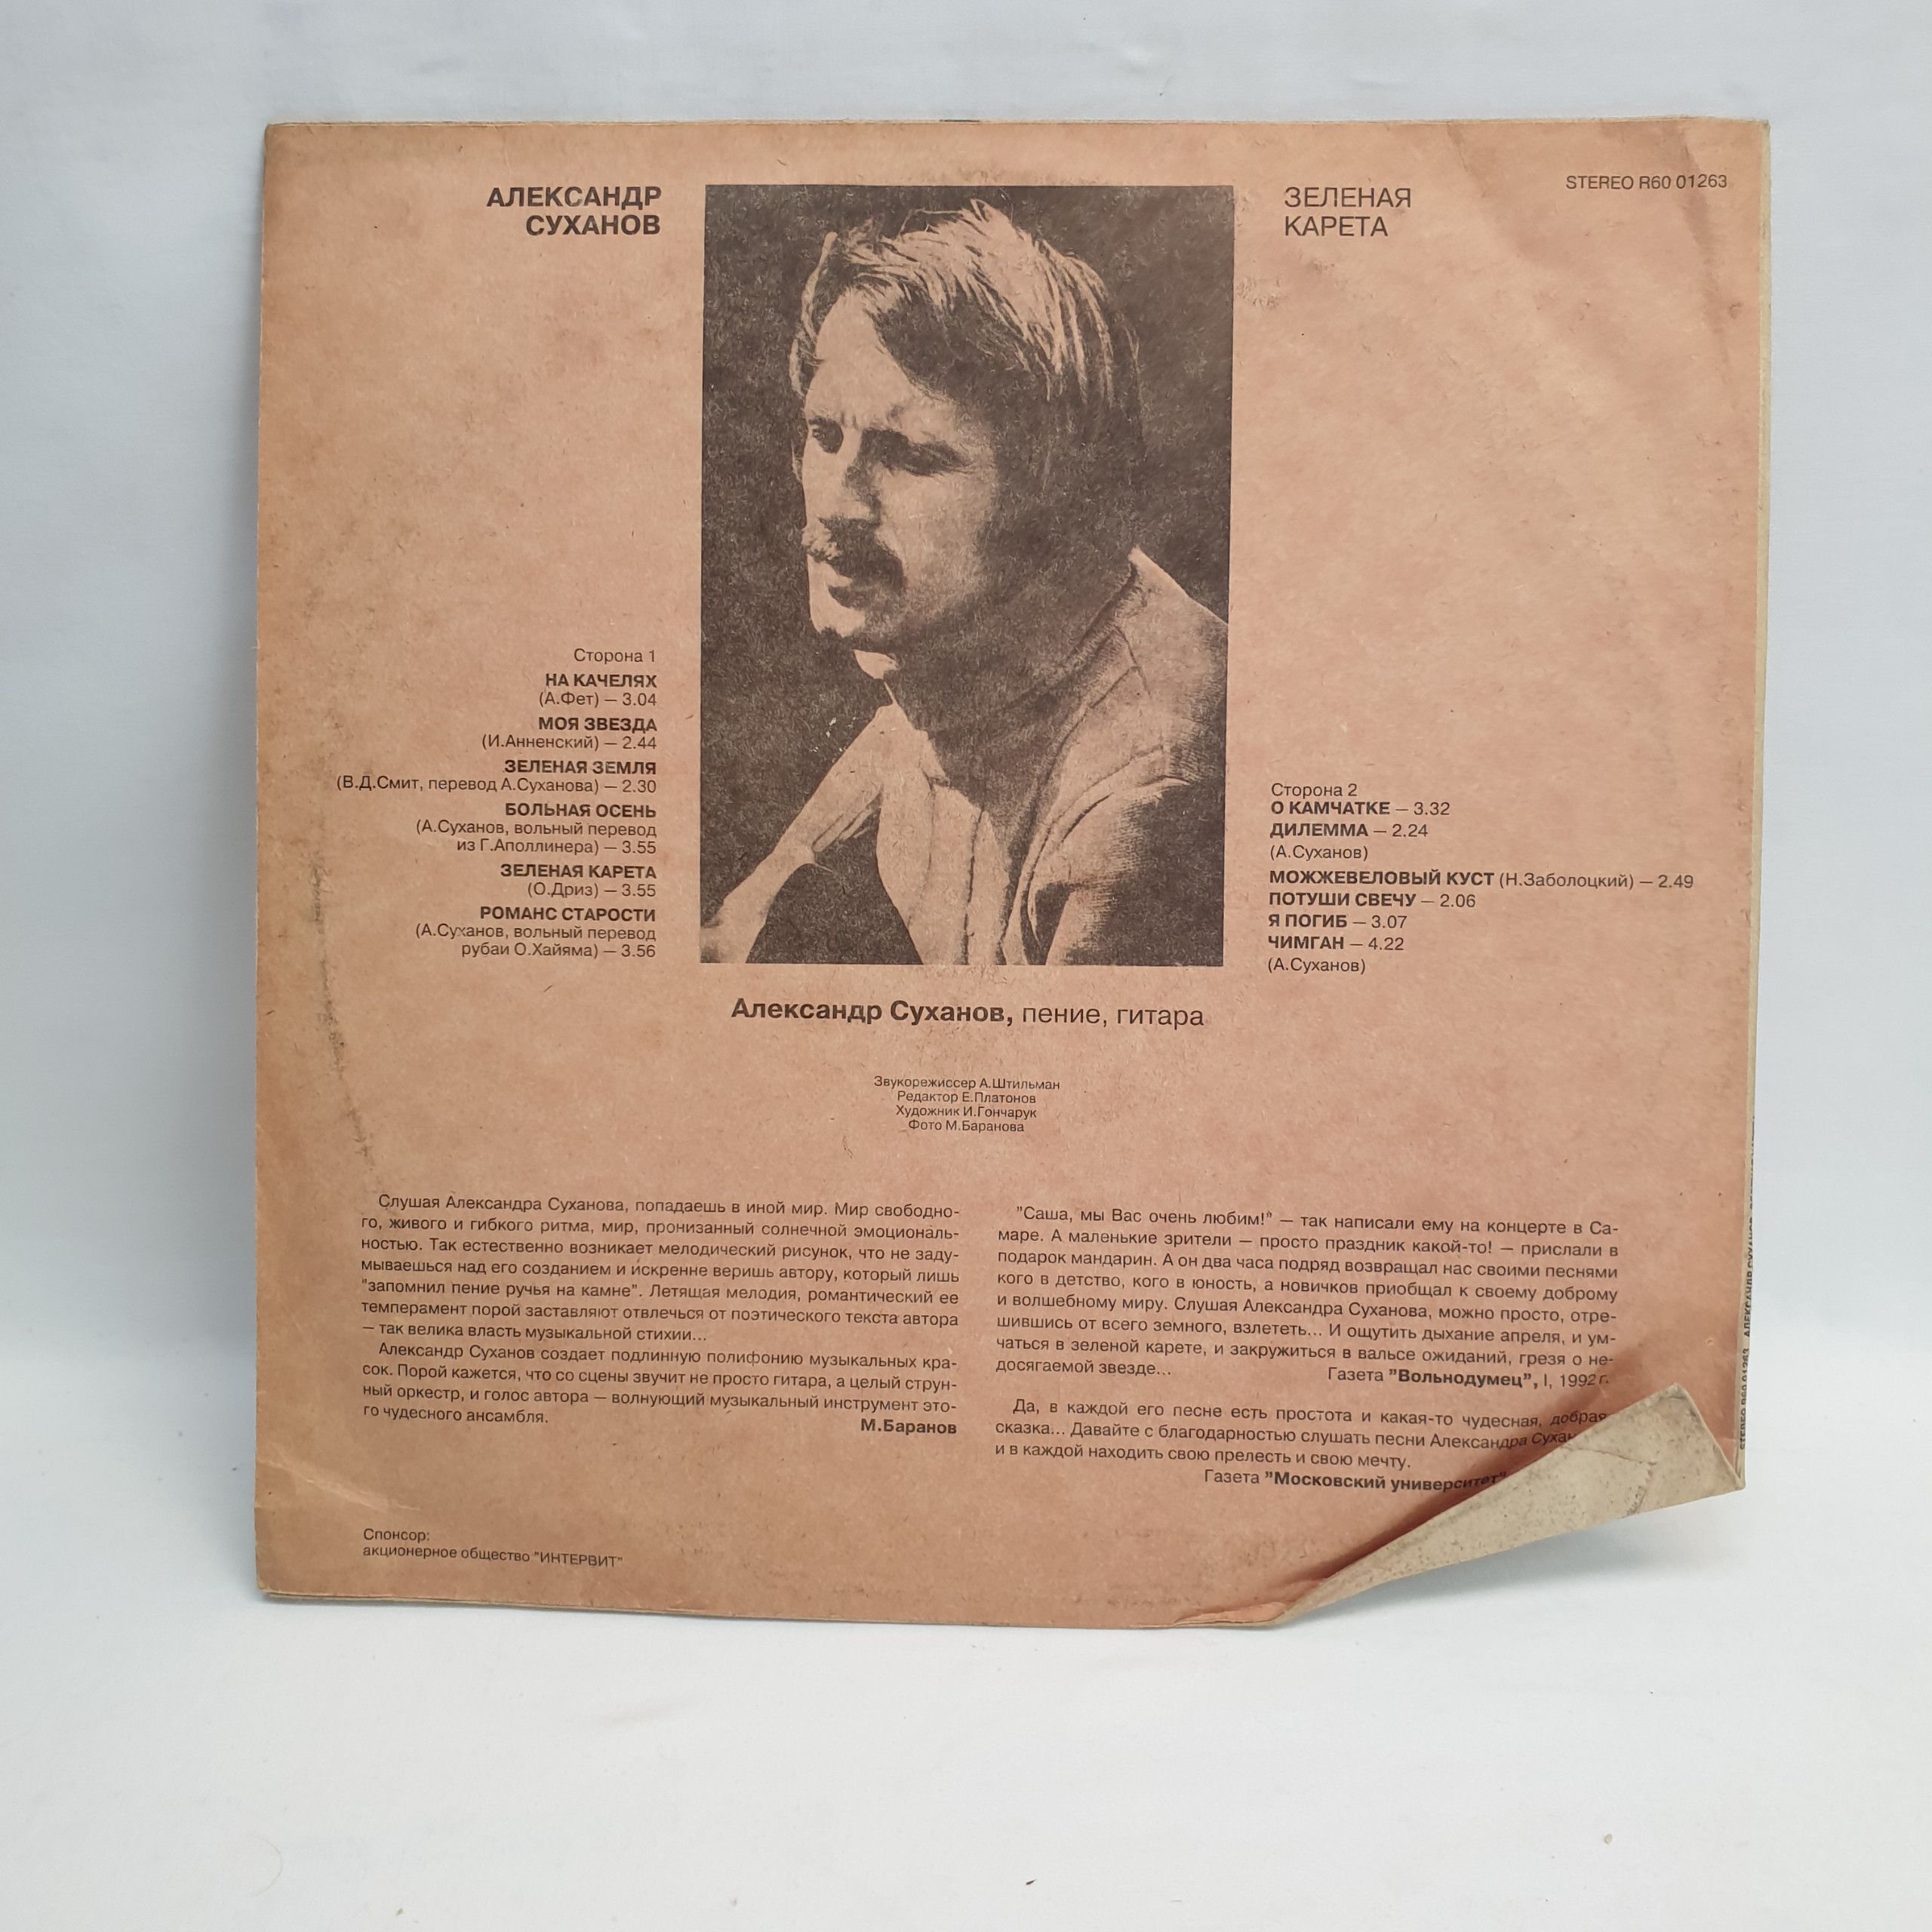 АЛЕКСАНДР
СУХАНОВ
ЗЕЛЕНАЯ
КАРЕТА
STEREO R60 01263
Сторона 1
НА КАЧЕЛЯХ
(А.Фет) — 3.04
МОЯ ЗВЕЗДА
(И.Анненский) — 2.44
ЗЕЛЕНАЯ ЗЕМЛЯ
(В.Д.Смит, перевод А.Суханова) — 2.30
БОЛЬНАЯ ОСЕНЬ
(А.Суханов, вольный перевод
из Г.Аполлинера) — 3.55
ЗЕЛЕНАЯ КАРЕТА
(О.Дриз) — 3.55
РОМАНС СТАРОСТИ
(А.Суханов, вольный перевод
рубаи О.Хайяма) — 3.56
Сторона 2
О КАМЧАТКЕ — 3.32
ДИЛЕММА — 2.24
(А.Суханов)
МОЖЖЕВЕЛОВЫЙ КУСТ (Н.Заболоцкий) — 2.49
ПОТУШИ СВЕЧУ — 2.06
Я ПОГИБ — 3.07
ЧИМГАН — 4.22
(А.Суханов)
Александр Суханов, пение, гитара
Звукорежиссер А.Штильман
Редактор Е.Платонов
Художник И.Гончарук
Фото М.Баранова
Слушая Александра Суханова, попадаешь в иной мир. Мир свободно-
го, живого и гибкого ритма, мир, пронизанный солнечной эмоциональ-
ностью. Так естественно возникает мелодический рисунок, что не заду-
мываешься над его созданием и искренне веришь автору, который лишь
"запомнил пение ручья на камне". Летящая мелодия, романтический ее
темперамент порой заставляют отвлечься от поэтического текста автора
— так велика власть музыкальной стихии...
Александр Суханов создает подлинную полифонию музыкальных кра-
сок. Порой кажется, что со сцены звучит не просто гитара, а целый струн-
ный оркестр, и голос автора — волнующий музыкальный инструмент это-
го чудесного ансамбля.
М.Баранов
"Саша, мы Вас очень любим!" — так написали ему на концерте в Са-
маре. А маленькие зрители — просто праздник какой-то! — прислали в
подарок мандарин. А он два часа подряд возвращал нас своими песнями
кого в детство, кого в юность, а новичков приобщал к своему доброму
и волшебному миру. Слушая Александра Суханова, можно просто, отре-
шившись от всего земного, взлететь... И ощутить дыхание апреля, и ум-
чаться в зеленой карете, и закружиться в вальсе ожиданий, грезя о не-
досягаемой звезде...
Газета "Вольнодумец", I, 1992 г.
Да, в каждой его песне есть простота и какая-то чудесная, добрая
сказка... Давайте с благодарностью слушать песни Александра
и в каждой находить свою прелесть и свою мечту.
Газета "Московский университет"
Спонсор:
акционерное общество "ИНТЕРВИТ"
STEREO R60 01263 АЛЕКСАНДР СУХАНОВ